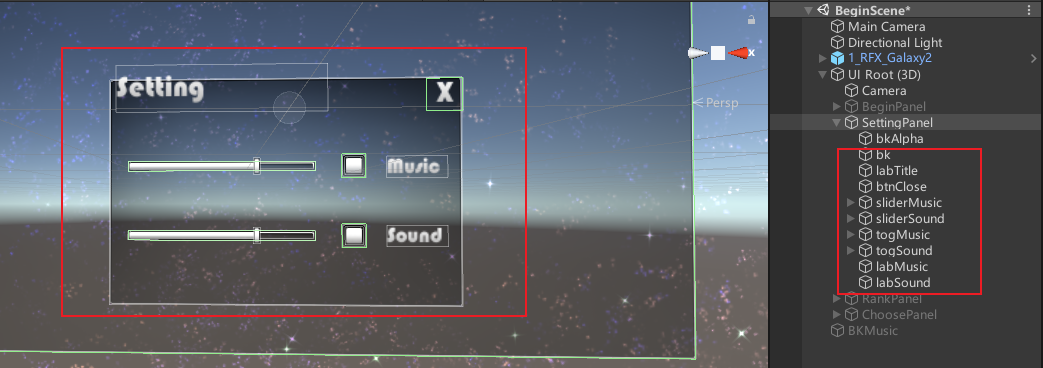 Setting
X
Music
Sound
x
Persp
BeginScene*
Main Camera
Directional Light
1_RFX_Galaxy2
UI Root (3D)
Camera
BeginPanel
SettingPanel
bkAlpha
bk
labTitle
btnClose
sliderMusic
sliderSound
togMusic
togSound
labMusic
labSound
RankPanel
ChoosePanel
BKMusic